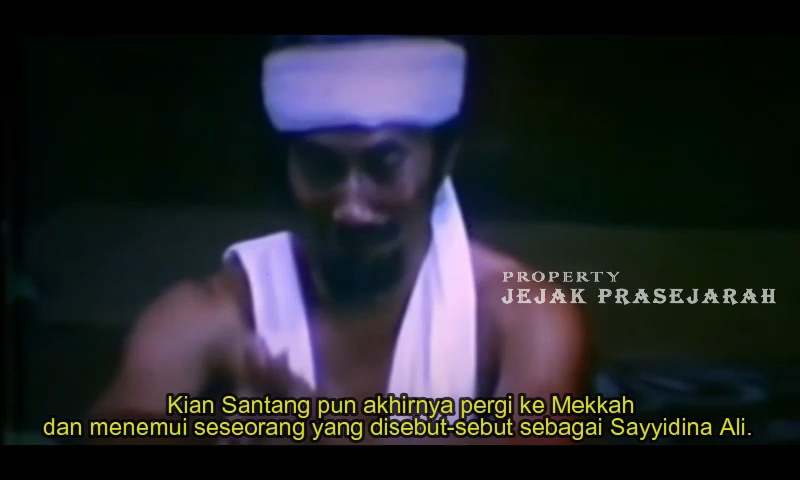 PROPERTY
JEJAK PRASEJARAH
Kian Santang pun akhirnya pergi ke Mekkah
dan menemui seseorang yang disebut-sebut sebagai Sayyidina Ali.